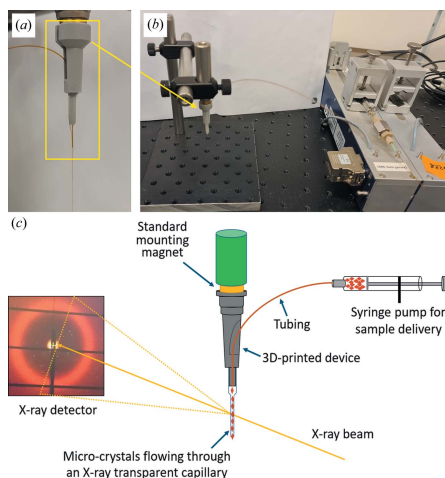 (a)
(b)
(c)
Standard
mounting
magnet
Tubing
Syringe pump for
sample delivery
3D-printed device
X-ray detector
X-ray beam
Micro-crystals flowing through
an X-ray transparent capillary